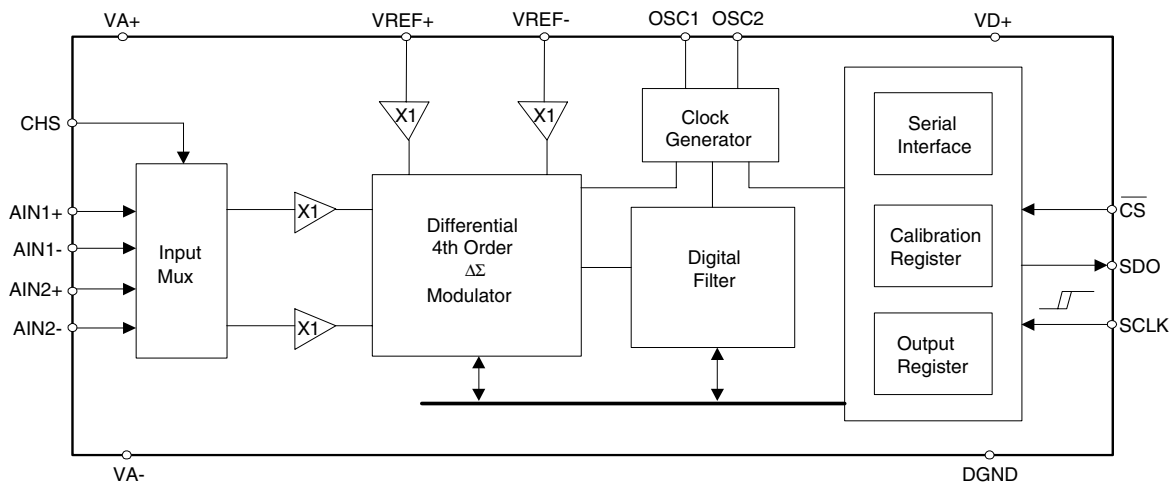 VA+
VREF+
VREF-
OSC1
OSC2
VD+
CHS
X1
X1
Clock
Generator
Serial
Interface
AIN1+
AIN1-
AIN2+
AIN2-
Input
Mux
X1
X1
Differential
4th Order
ΔΣ
Modulator
Digital
Filter
Calibration
Register
Output
Register
CS
SDO
SCLK
VA-
DGND